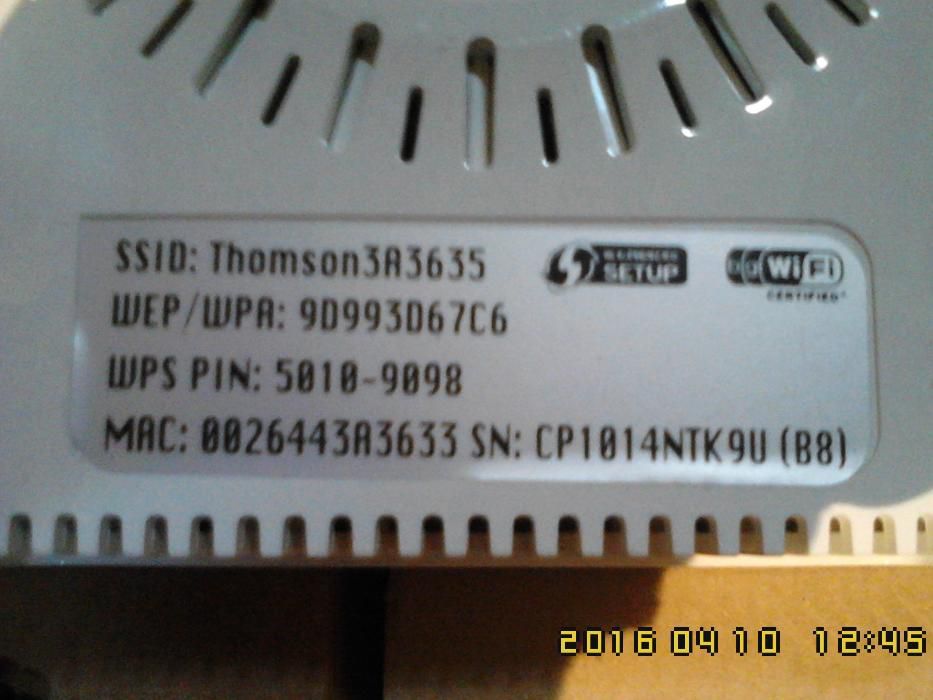 SSID: Thomson3A3635
SETUP
WiFi
CERTIFIED
WEP/WPA: 9D993D67C6
WPS PIN: 5010-9098
MAC: 0026443A3633 SN: CP1014NTK9U (B8)
2016 04 10 12:45